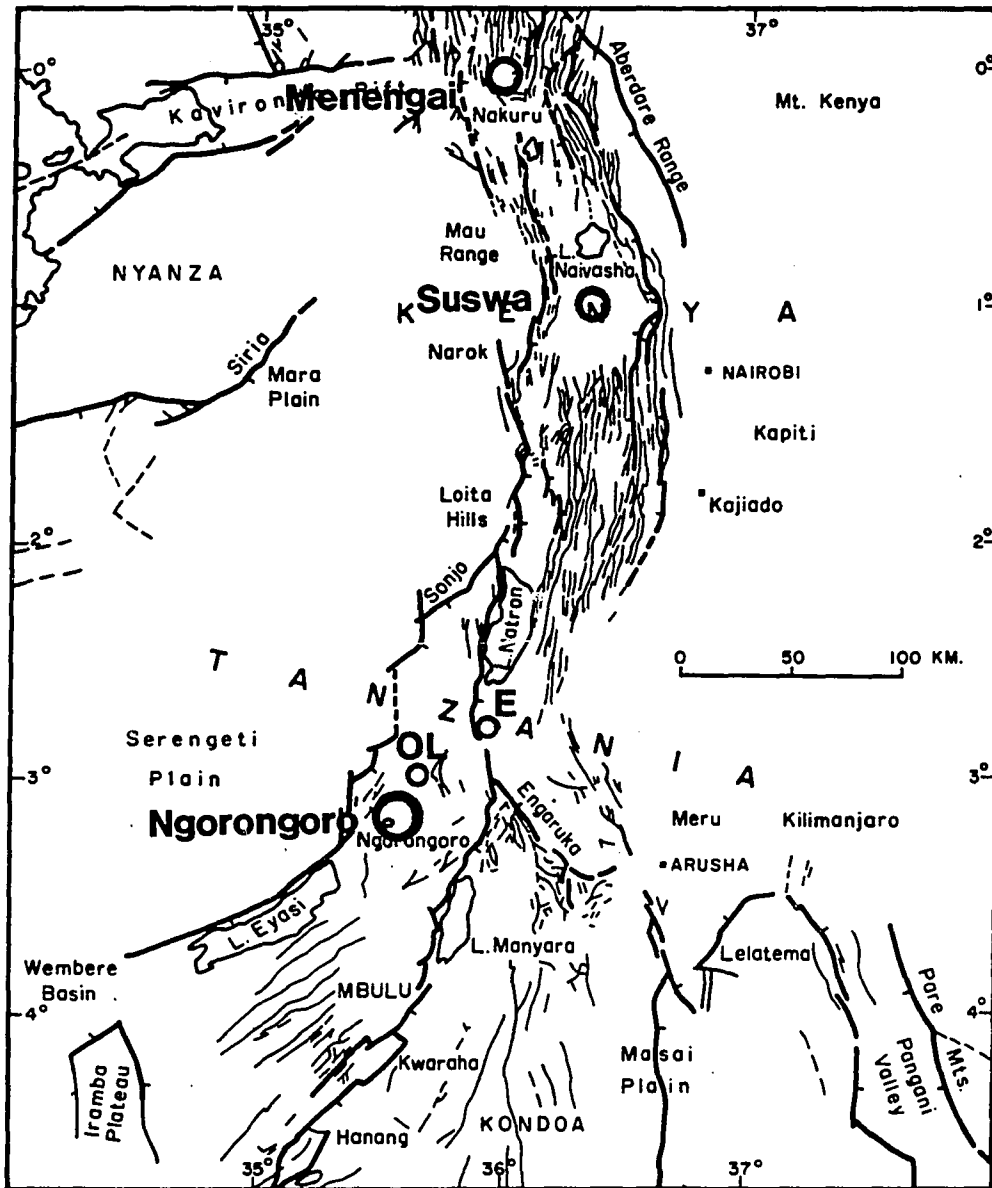 35°
37°
0°
0°
Kaviron
Menengai
Nakuru
Aberdare Range
Mt. Kenya
Mau
Range
L.
Naivasha
NYANZA
Suswa
K E N Y A
1°
1°
Narok
Siria
Mara
Plain
NAIROBI
Kapiti
Loita
Hills
Kajiado
2°
2°
Sonjo
L. Natron
0 50 100 KM.
T A N Z A N I A
E
Serengeti
Plain
OL
3°
3°
Ngorongoro
Ngorongoro
Engaruka
Meru
Kilimanjaro
ARUSHA
L. Eyasi
L. Manyara
Lelatema
Wembere
Basin
MBULU
4°
4°
Pare
Mts.
Kwaraha
Masai
Plain
Pangani
Valley
Iramba
Plateau
Hanang
KONDOA
35°
36°
37°